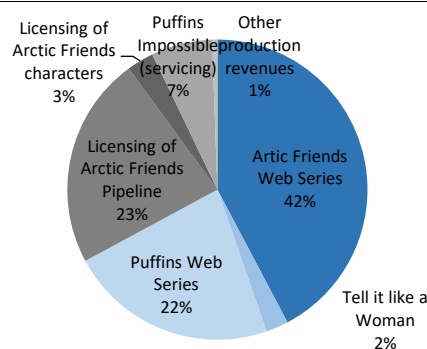 Licensing of
Arctic Friends
characters
3%
Puffins
Impossible
(servicing)
7%
Other
production
revenues
1%
Artic Friends
Web Series
42%
Licensing of
Arctic Friends
Pipeline
23%
Puffins Web
Series
22%
Tell it like a
Woman
2%